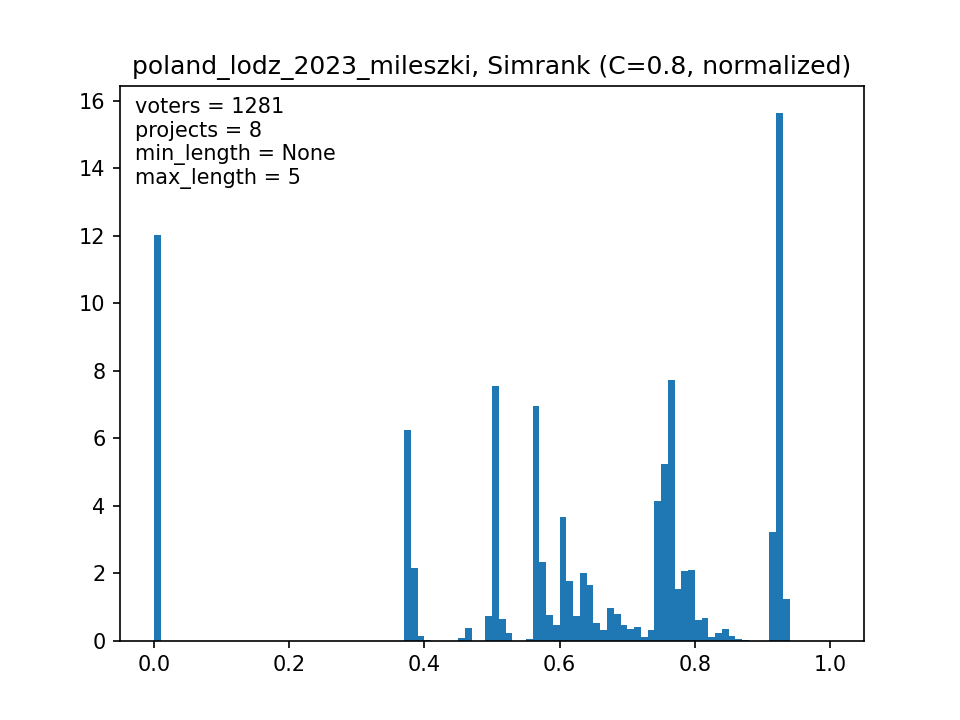 poland_lodz_2023_mileszki, Simrank (C=0.8, normalized)
voters = 1281
projects = 8
min_length = None
max_length = 5
16
14
12
10
8
6
4
2
0
0.0 0.2 0.4 0.6 0.8 1.0